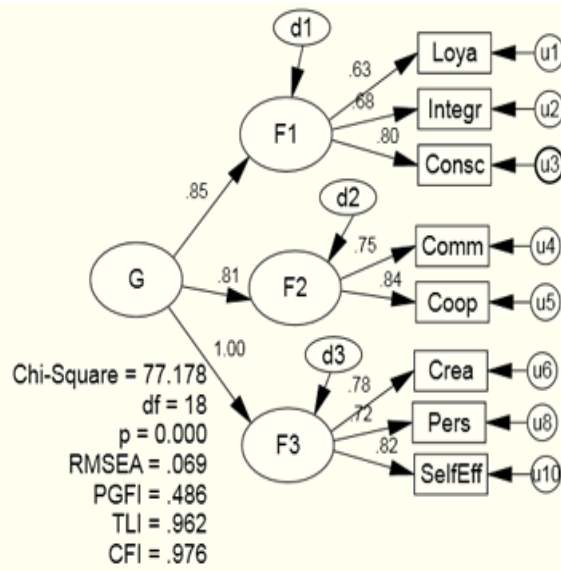 d1
.63
Loya
u1
.68
Integr
u2
F1
.80
Consc
u3
.85
d2
.75
Comm
u4
G
.81
F2
.84
Coop
u5
1.00
d3
.78
Crea
u6
.72
Pers
u8
F3
.82
SelfEff
u10
Chi-Square = 77.178
df = 18
p = 0.000
RMSEA = .069
PGFI = .486
TLI = .962
CFI = .976